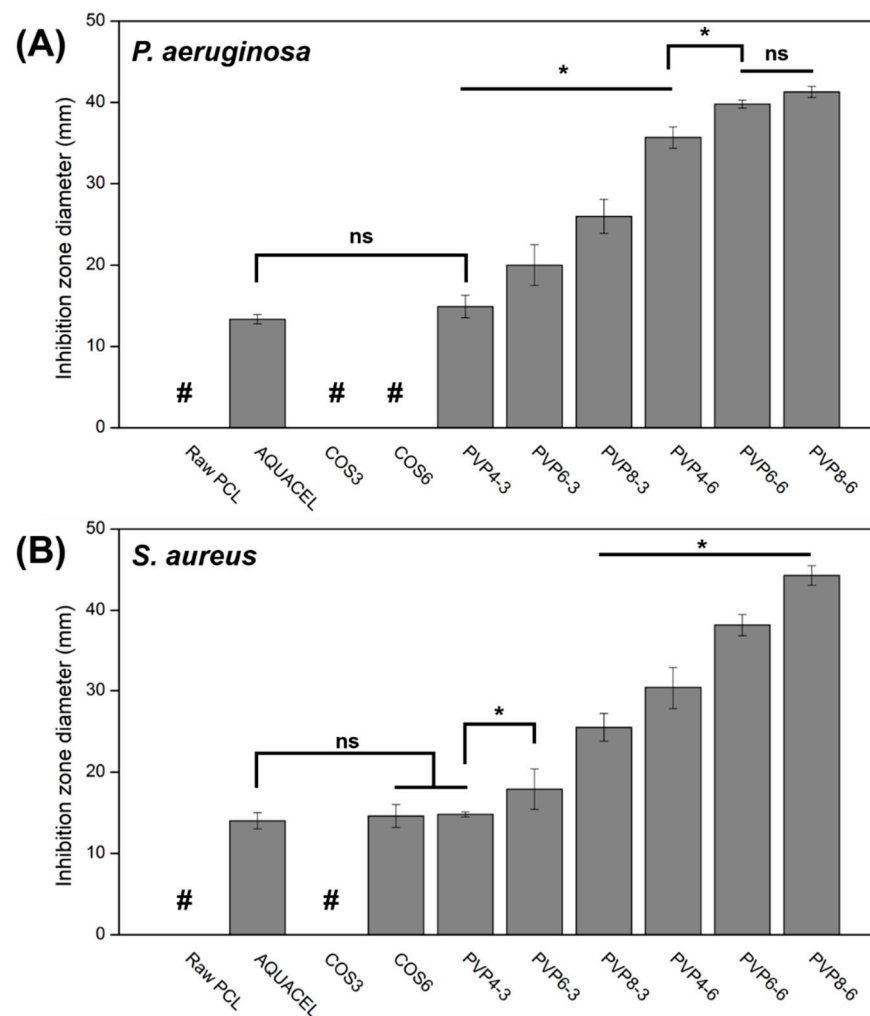 (A)
P. aeruginosa
Inhibition zone diameter (mm)
50
40
30
20
10
0
*
*
ns
ns
#
#
#
Raw PCL
AQUACEL
COS3
COS6
PVP4-3
PVP6-3
PVP8-3
PVP4-6
PVP6-6
PVP8-6
(B)
S. aureus
Inhibition zone diameter (mm)
50
40
30
20
10
0
*
*
ns
#
#
Raw PCL
AQUACEL
COS3
COS6
PVP4-3
PVP6-3
PVP8-3
PVP4-6
PVP6-6
PVP8-6